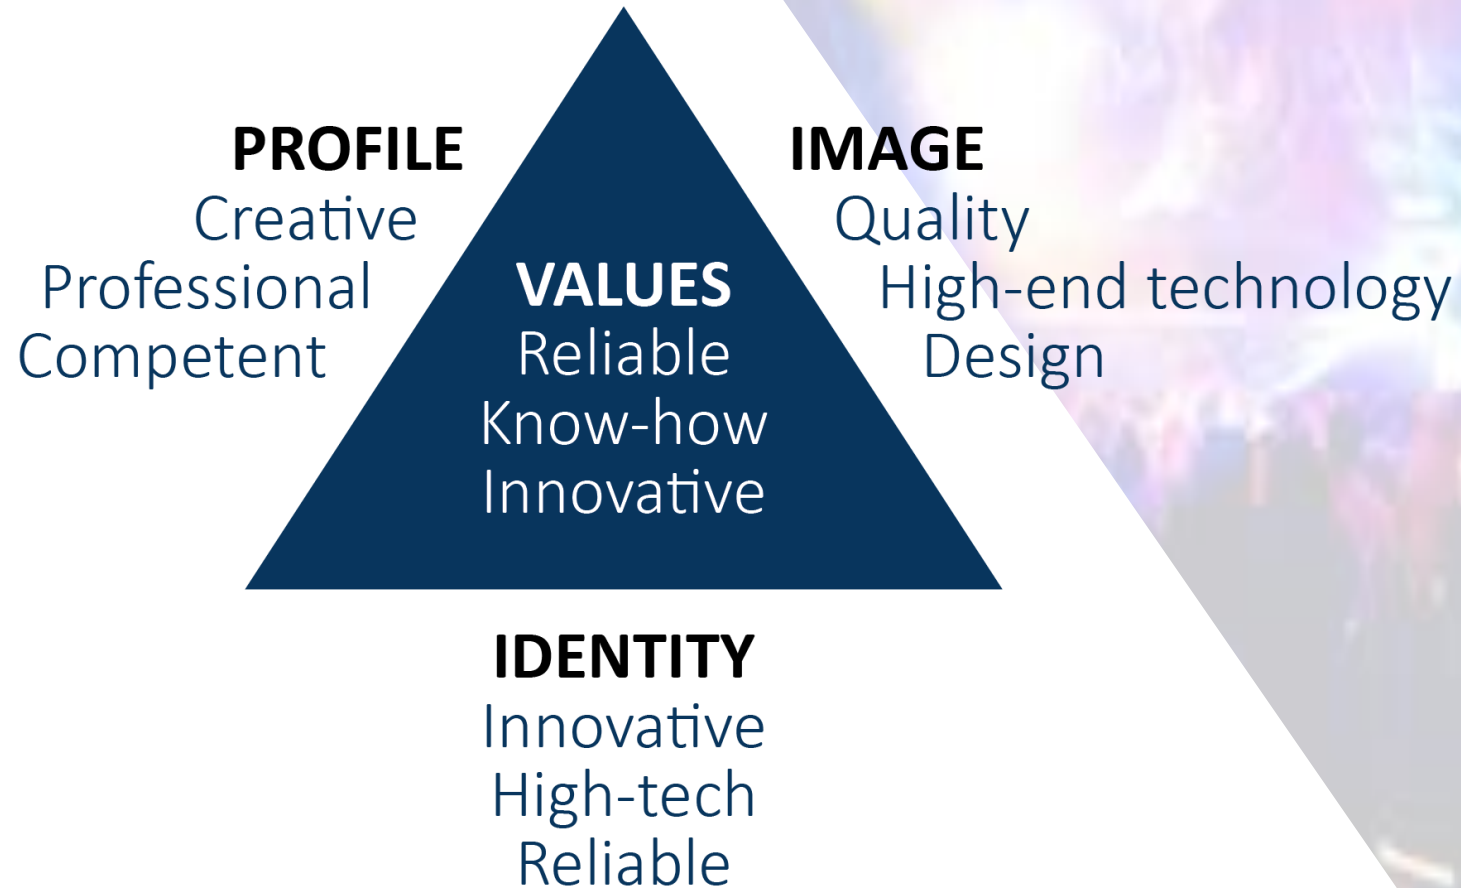 PROFILE
Creative
Professional
Competent
IMAGE
Quality
High-end technology
Design
VALUES
Reliable
Know-how
Innovative
IDENTITY
Innovative
High-tech
Reliable